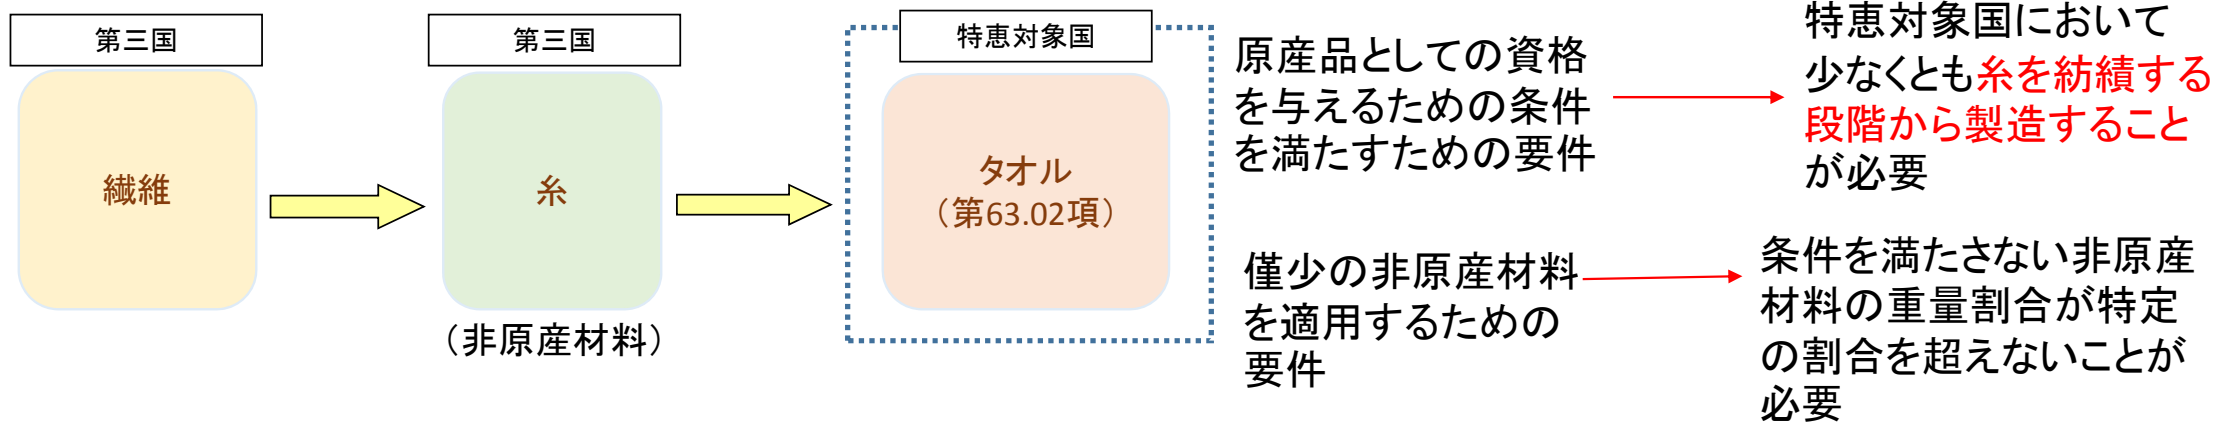 第三国
繊維
第三国
糸
（非原産材料）
特恵対象国
タオル
（第63.02項）
原産品としての資格
を与えるための条件
を満たすための要件
特恵対象国において
少なくとも糸を紡績する
段階から製造すること
が必要
僅少の非原産材料
を適用するための
要件
条件を満たさない非原産
材料の重量割合が特定
の割合を超えないことが
必要